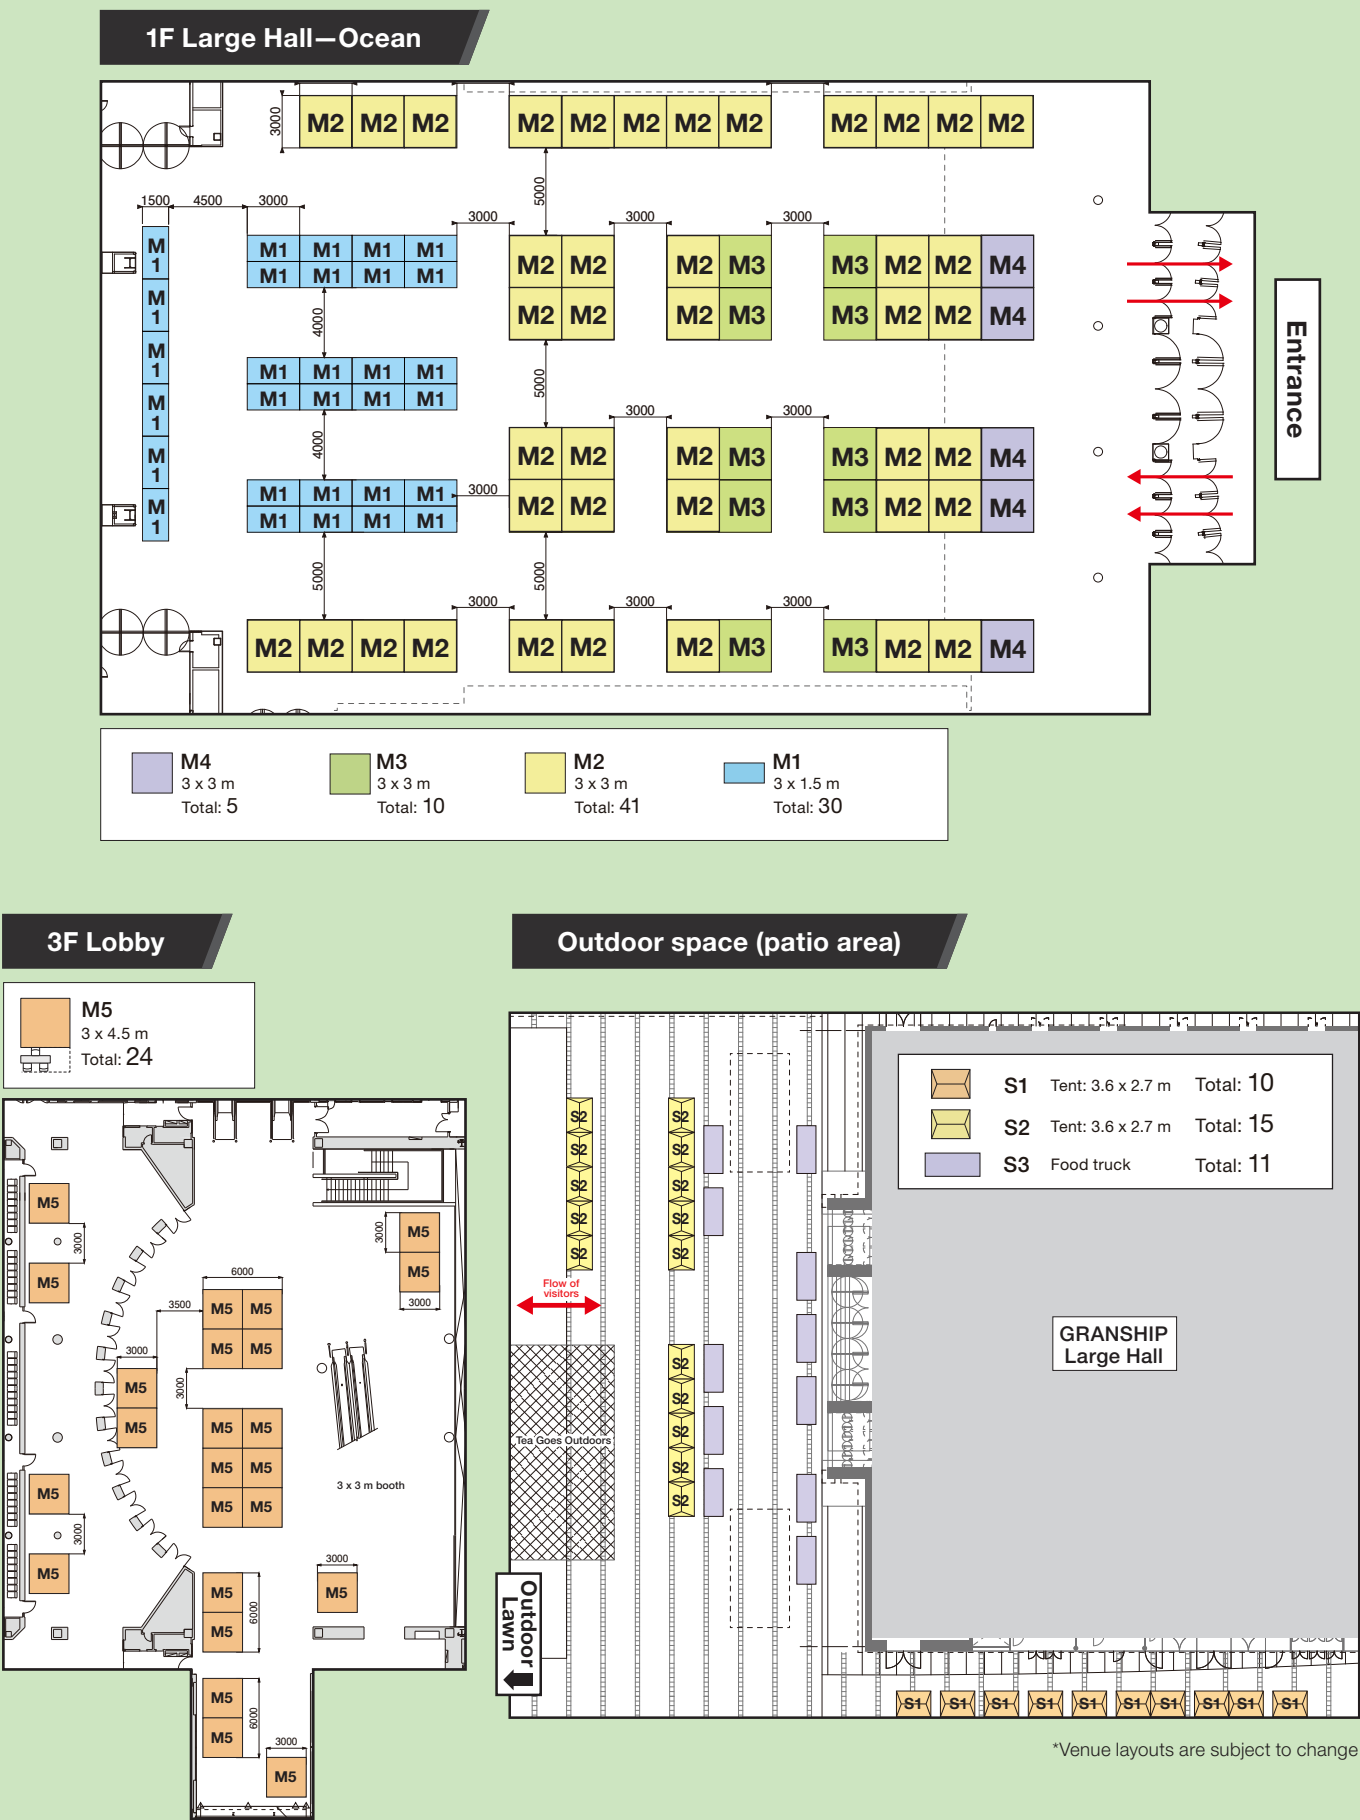 1F Large Hall—Ocean
3000
M2 M2 M2 M2 M2 M2 M2 M2 M2 M2 M2 M2
5000
1500 4500 3000
3000 3000 3000
M1 M1 M1 M1 M1 M1
M1 M1 M1 M1
M1 M1 M1 M1
M2 M2 M2 M3 M3 M2 M2 M4
M2 M2 M2 M3 M3 M2 M2 M4
4000
5000
M1 M1 M1 M1
M1 M1 M1 M1
4000
3000 3000
M2 M2 M2 M3 M3 M2 M2 M4
M1 M1 M1 M1
M1 M1 M1 M1
3000
M2 M2 M2 M3 M3 M2 M2 M4
5000 5000
3000 3000 3000
M2 M2 M2 M2 M2 M2 M2 M3 M3 M2 M2 M4
Entrance
M4
3 x 3 m
Total: 5
M3
3 x 3 m
Total: 10
M2
3 x 3 m
Total: 41
M1
3 x 1.5 m
Total: 30
3F Lobby
M5
3 x 4.5 m
Total: 24
M5
3000
M5
3000
M5
M5
3000
6000
M5 M5
M5 M5
3500
3000
M5
M5
3000
M5 M5
M5 M5
M5 M5
3 x 3 m booth
M5
3000
M5
M5
M5
6000
3000
M5
M5
M5
6000
3000
M5
Outdoor space (patio area)
S1 Tent: 3.6 x 2.7 m Total: 10
S2 Tent: 3.6 x 2.7 m Total: 15
S3 Food truck Total: 11
S2 S2
S2 S2
S2 S2
S2 S2
S2 S2
Flow of
visitors
S2
S2
S2
S2
S2
Tea Goes Outdoors
GRANSHIP
Large Hall
Outdoor
Lawn
S1 S1 S1 S1 S1 S1 S1 S1 S1 S1
*Venue layouts are subject to change